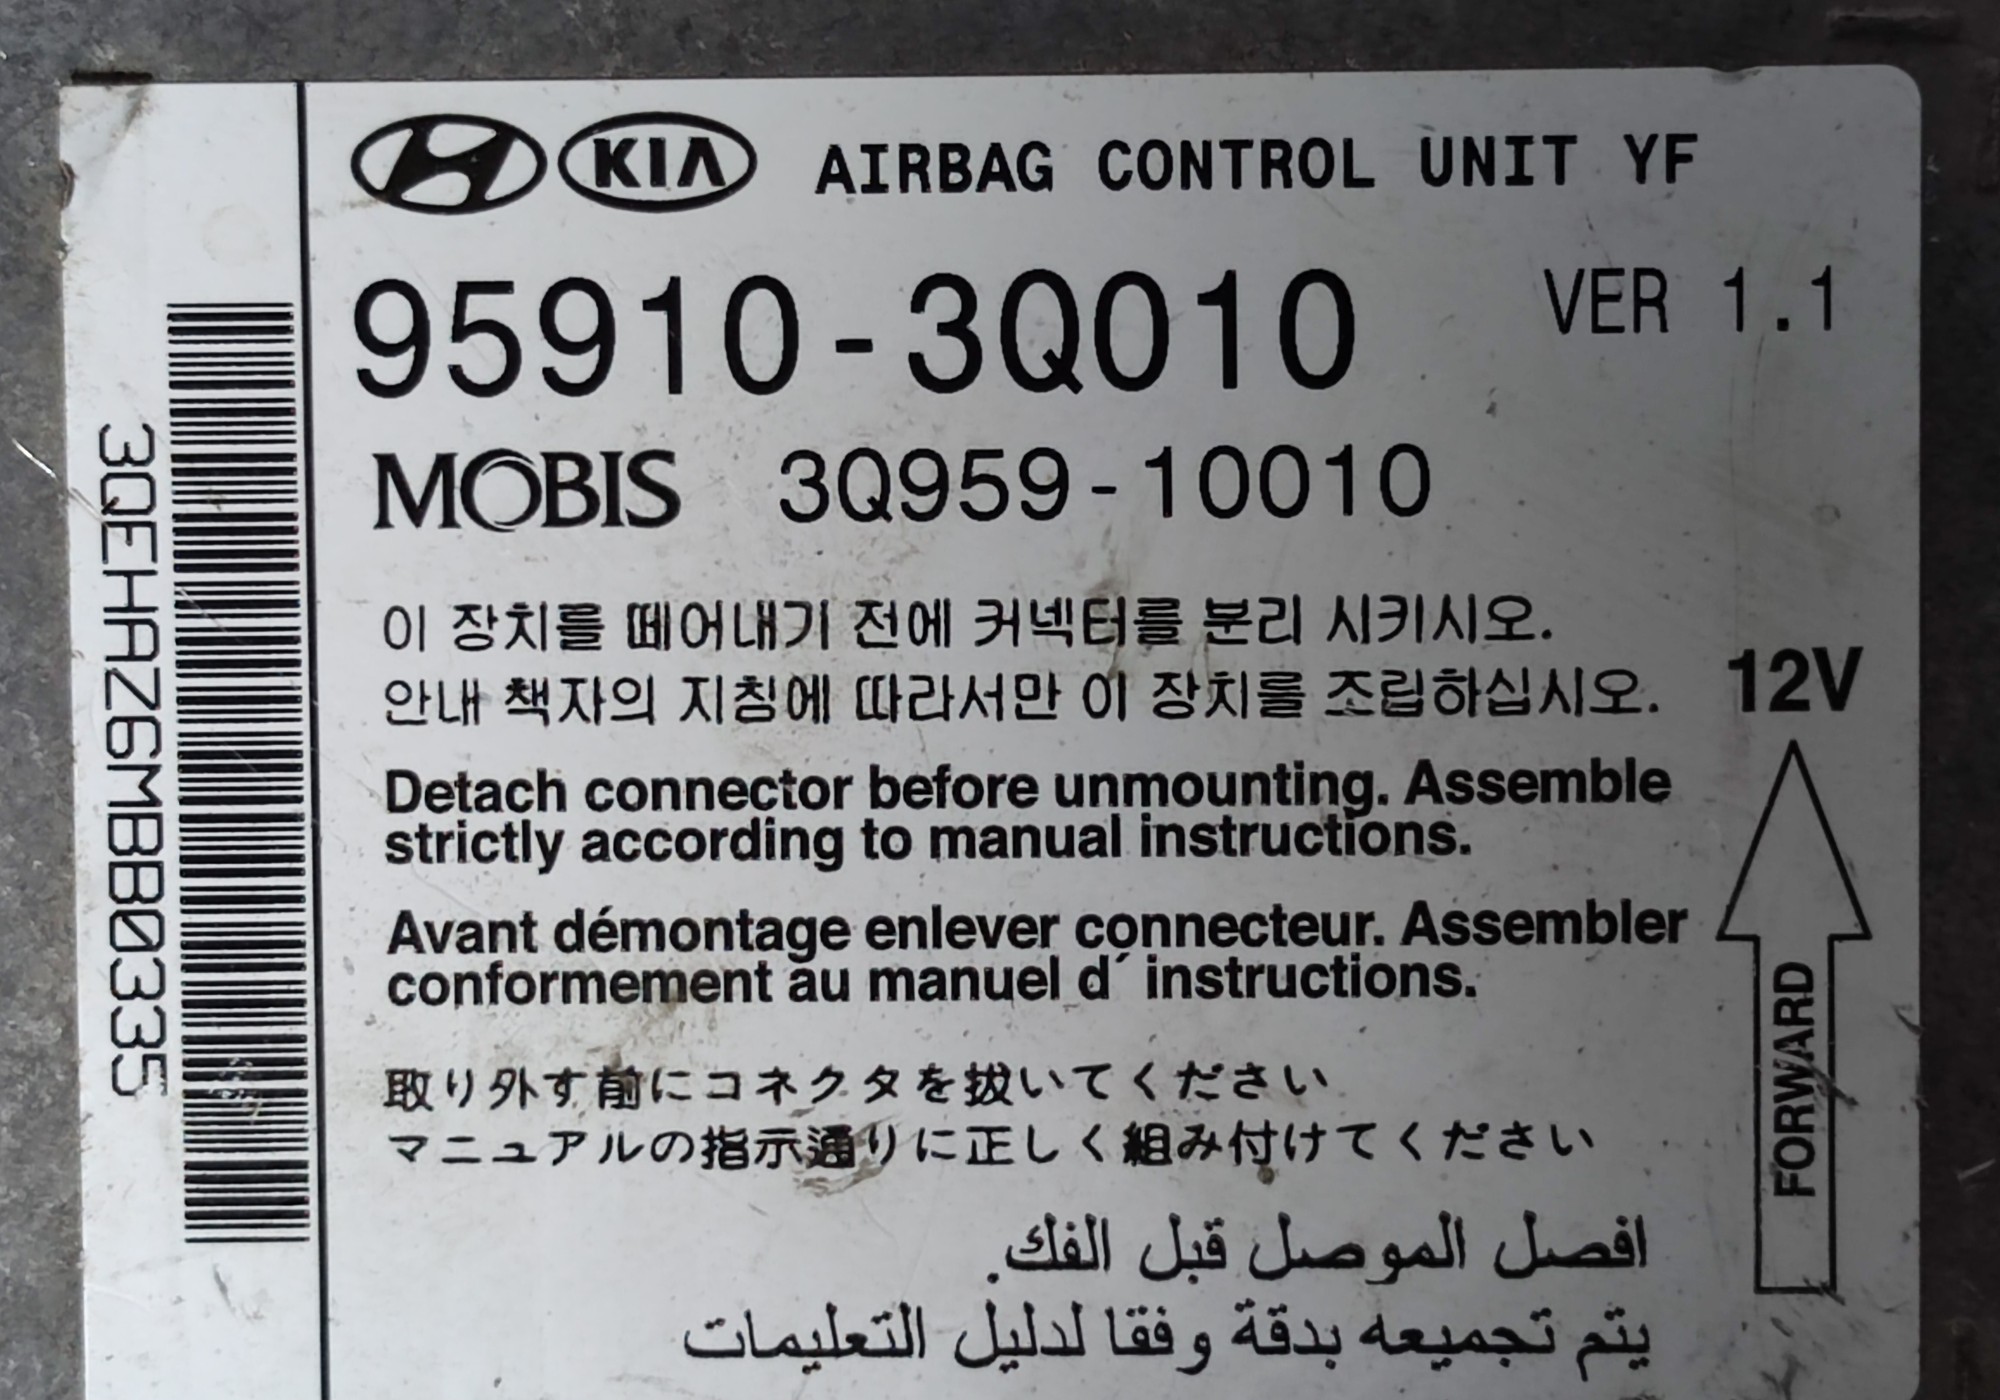 KIA AIRBAG CONTROL UNIT YF
95910-3Q010 VER 1.1
MOBIS 3Q959-10010
이 장치를 떼어내기 전에 커넥터를 분리 시키시오.
안내 책자의 지침에 따라서만 이 장치를 조립하십시오.
12V
Detach connector before unmounting. Assemble
strictly according to manual instructions.
Avant démontage enlever connecteur. Assembler
conformement au manuel d´ instructions.
FORWARD
取り外す前にコネクタを抜いてください
マニュアルの指示通りに正しく組み付けてください
افصل الموصل قبل الفك.
يتم تجميعه بدقة وفقا لدليل التعليمات
3QEHAZ6MBB0335